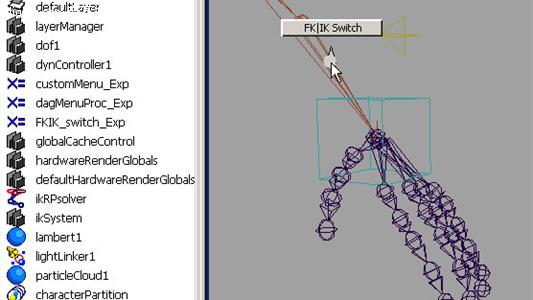 defaultLayer
layerManager
dof1
dynController1
customMenu_Exp
dagMenuProc_Exp
FKIK_switch_Exp
globalCacheControl
hardwareRenderGlobals
defaultHardwareRenderGlobals
ikRPsolver
ikSystem
lambert1
lightLinker1
particleCloud1
characterPartition
FK|IK Switch